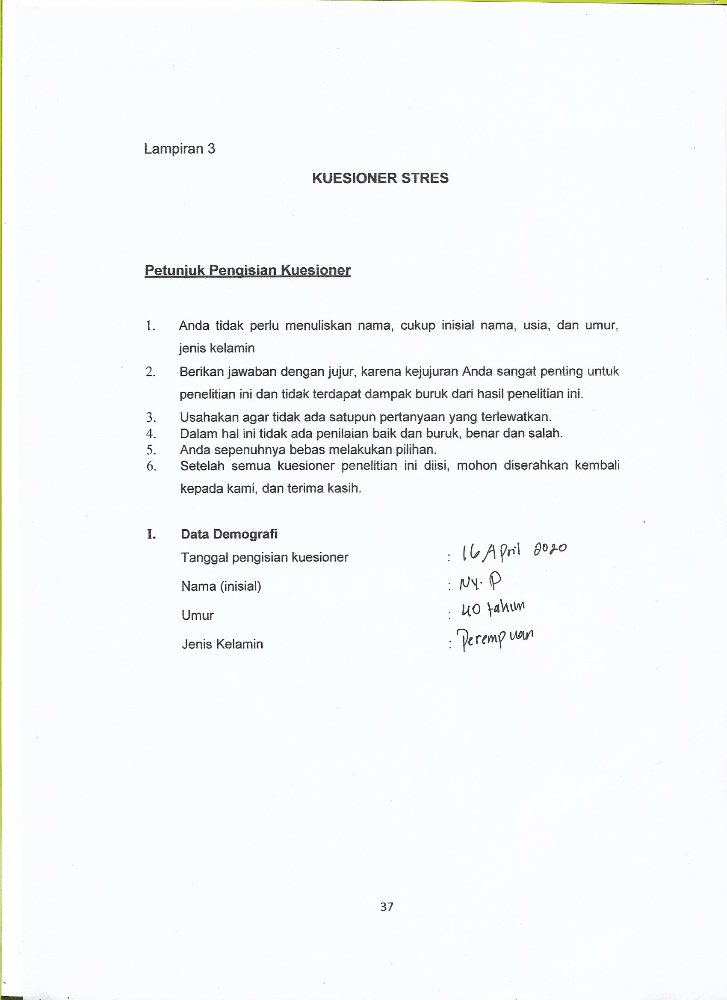 Lampiran 3
KUESIONER STRES
Petunjuk Pengisian Kuesioner
1. Anda tidak perlu menuliskan nama, cukup inisial nama, usia, dan umur,
jenis kelamin
2. Berikan jawaban dengan jujur, karena kejujuran Anda sangat penting untuk
penelitian ini dan tidak terdapat dampak buruk dari hasil penelitian ini.
3. Usahakan agar tidak ada satupun pertanyaan yang terlewatkan.
4. Dalam hal ini tidak ada penilaian baik dan buruk, benar dan salah.
5. Anda sepenuhnya bebas melakukan pilihan.
6. Setelah semua kuesioner penelitian ini diisi, mohon diserahkan kembali
kepada kami, dan terima kasih.
I. Data Demografi
Tanggal pengisian kuesioner : 16 April 2020
Nama (inisial) : Ny. P
Umur : 40 tahun
Jenis Kelamin : Perempuan
37